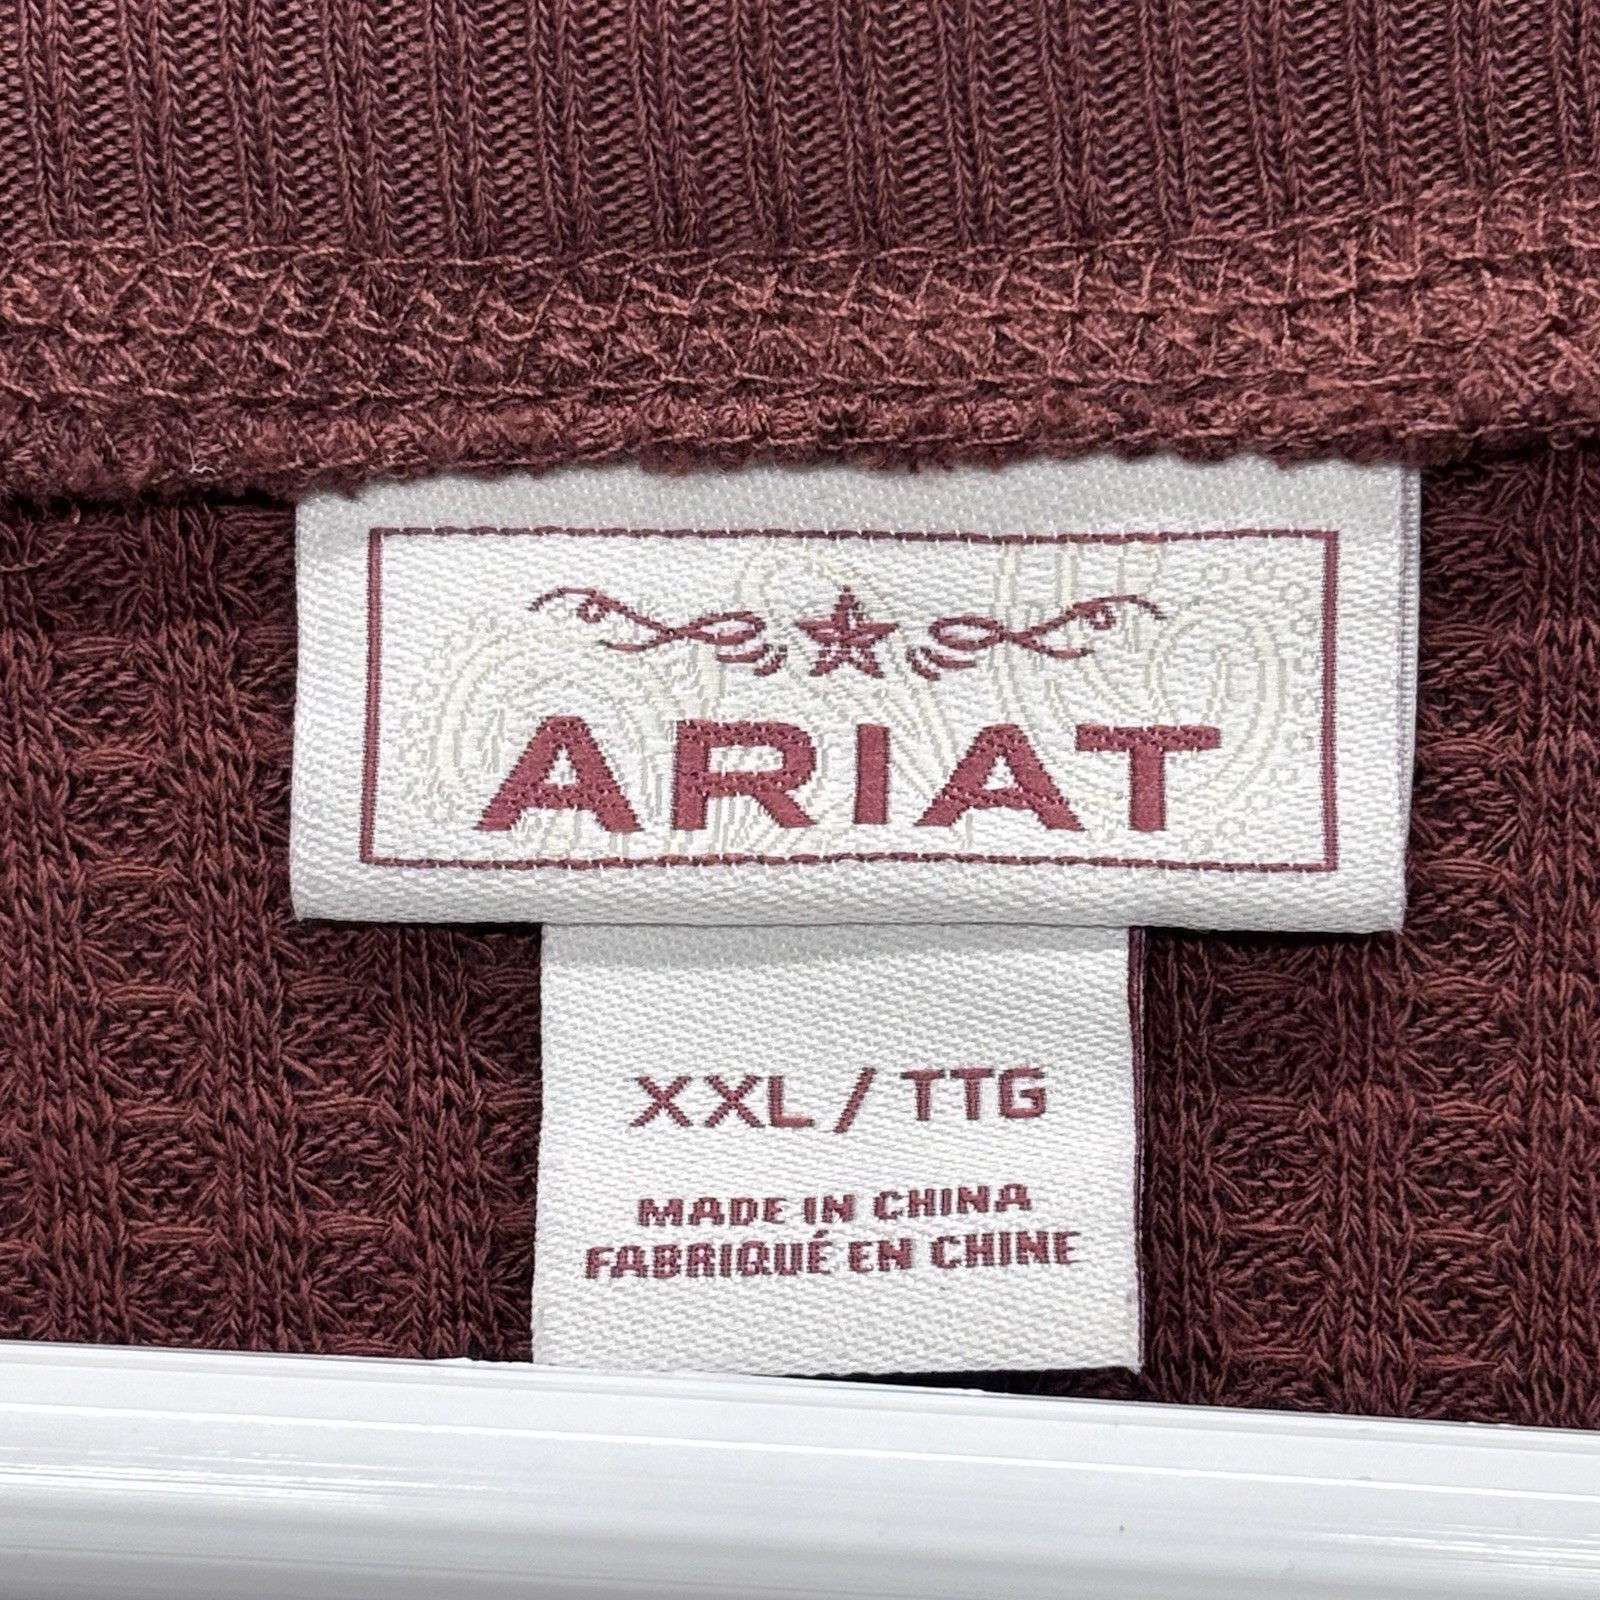 ARIAT
XXL / TTG
MADE IN CHINA
FABRIQUÉ EN CHINE